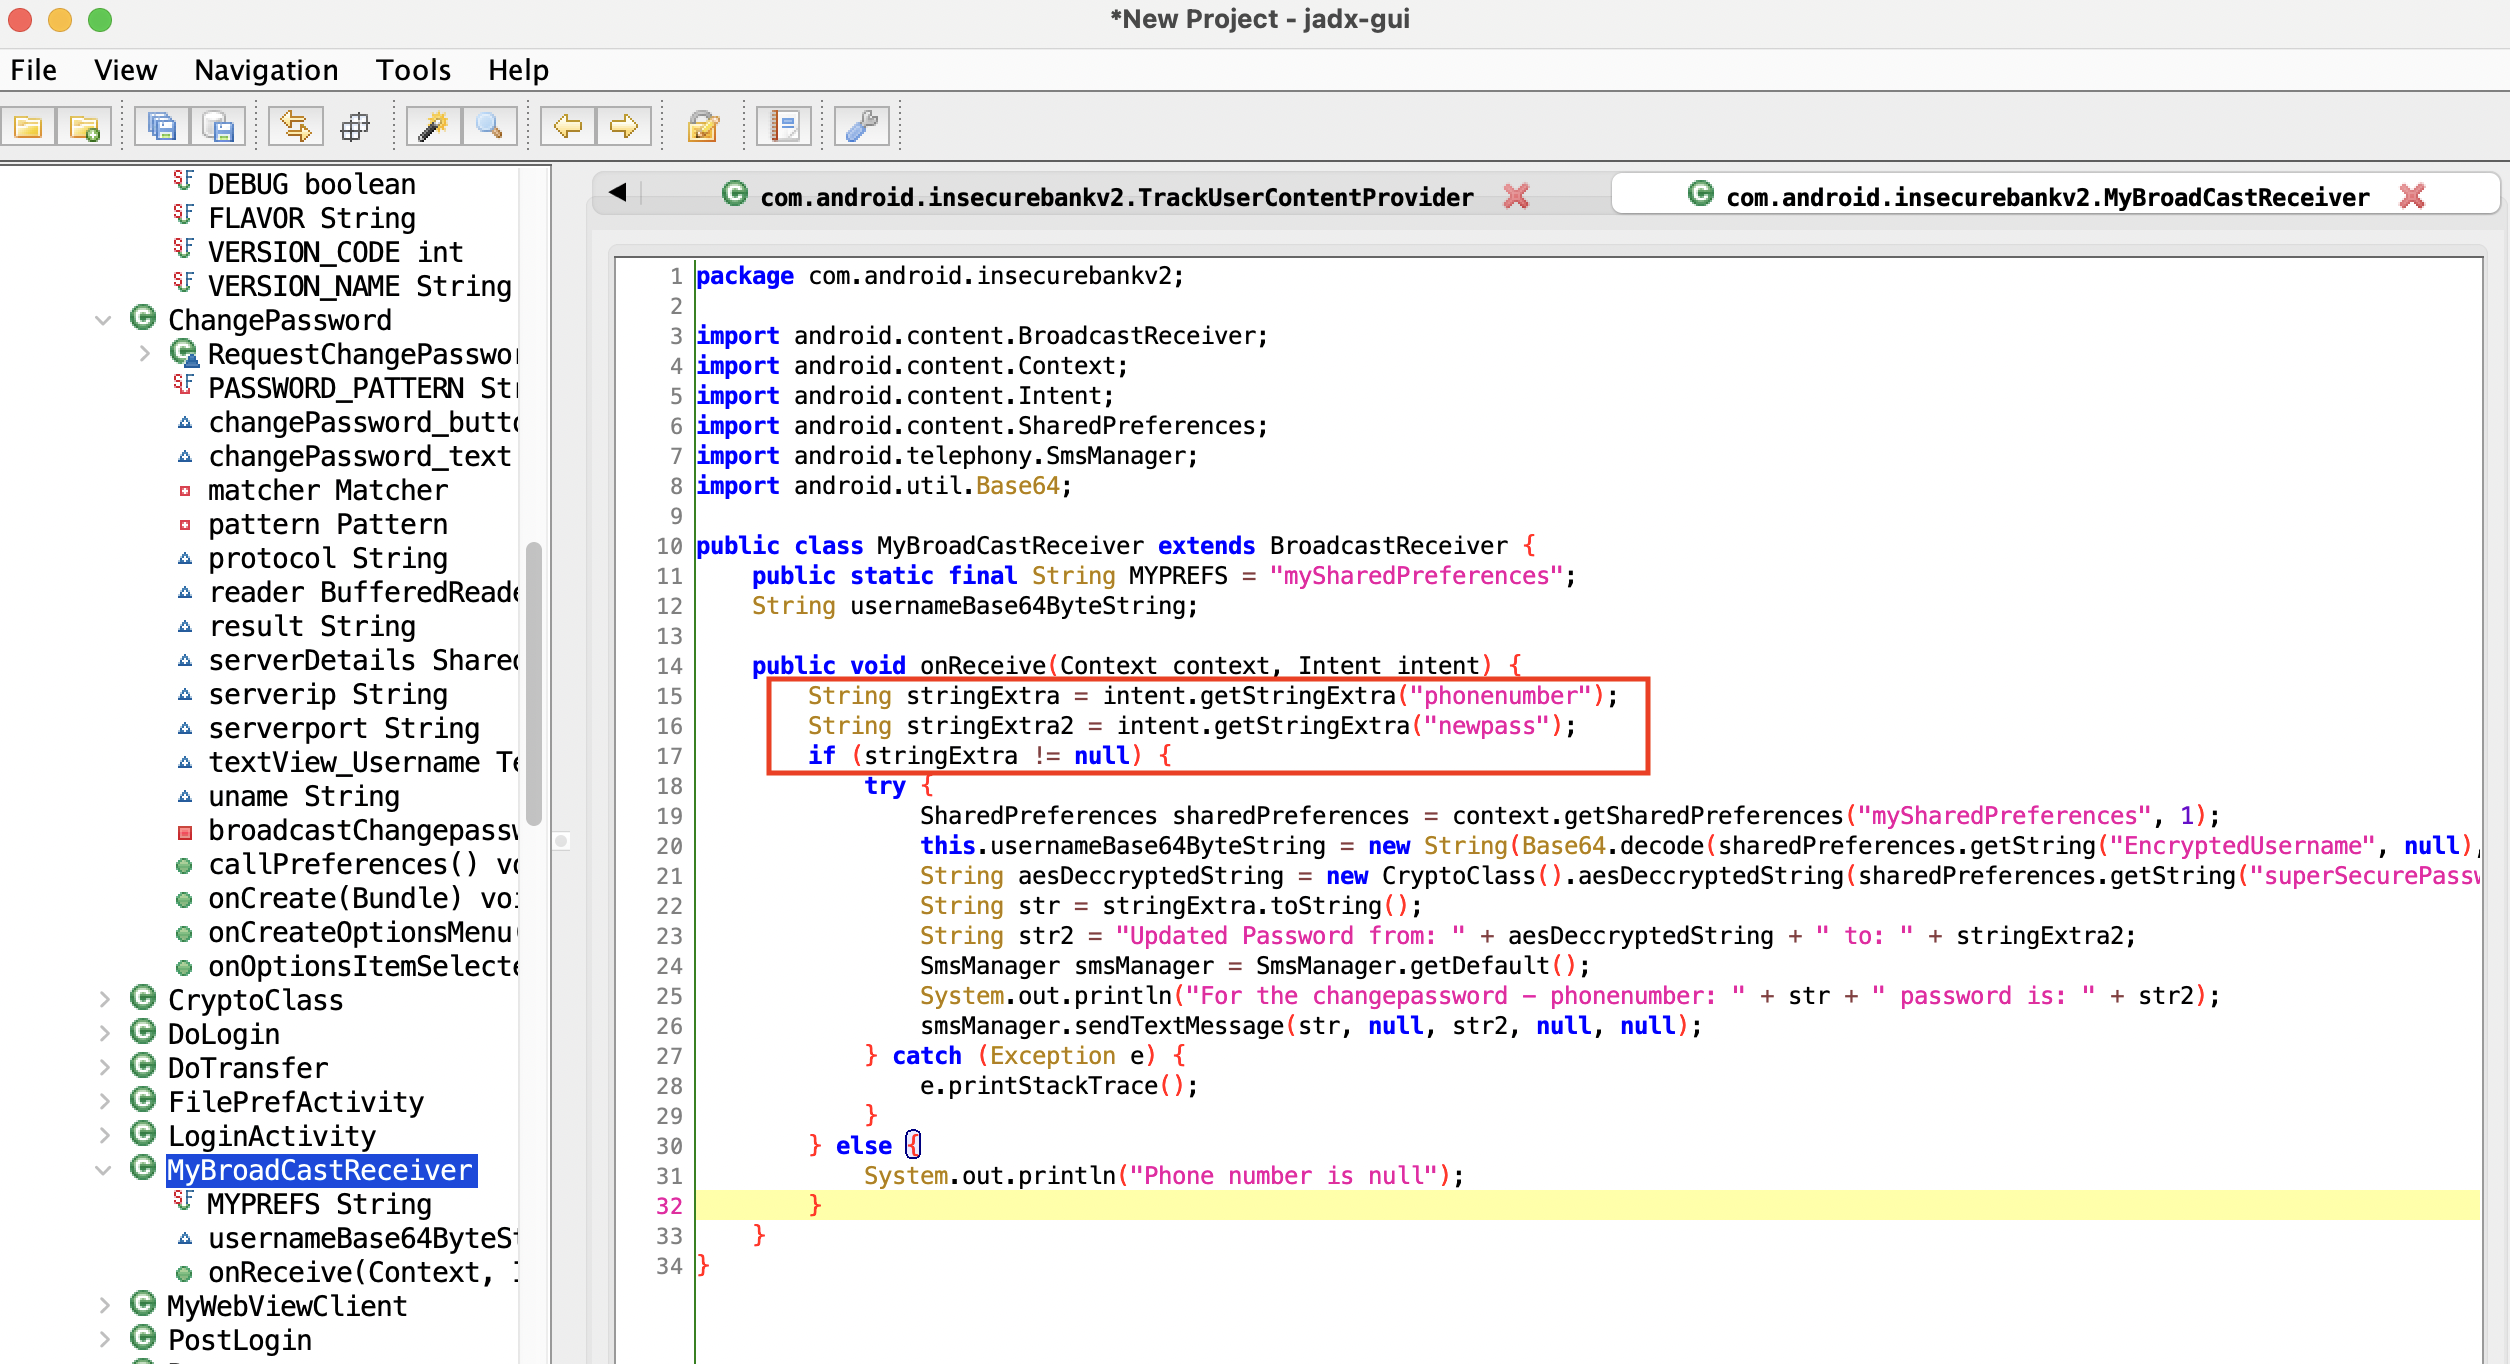 *New Project - jadx-gui
File View Navigation Tools Help
DEBUG boolean
FLAVOR String
VERSION_CODE int
VERSION_NAME String
ChangePassword
RequestChangePasswor
PASSWORD_PATTERN Str
changePassword_butto
changePassword_text
matcher Matcher
pattern Pattern
protocol String
reader BufferedReade
result String
serverDetails Shared
serverip String
serverport String
textView_Username Te
uname String
broadcastChangepassw
callPreferences() vo
onCreate(Bundle) voi
onCreateOptionsMenu(
onOptionsItemSelecte
CryptoClass
DoLogin
DoTransfer
FilePrefActivity
LoginActivity
MyBroadCastReceiver
MYPREFS String
usernameBase64ByteSt
onReceive(Context, I
MyWebViewClient
PostLogin
com.android.insecurebankv2.TrackUserContentProvider
com.android.insecurebankv2.MyBroadCastReceiver
1 package com.android.insecurebankv2;
2
3 import android.content.BroadcastReceiver;
4 import android.content.Context;
5 import android.content.Intent;
6 import android.content.SharedPreferences;
7 import android.telephony.SmsManager;
8 import android.util.Base64;
9
10 public class MyBroadCastReceiver extends BroadcastReceiver {
11 public static final String MYPREFS = "mySharedPreferences";
12 String usernameBase64ByteString;
13
14 public void onReceive(Context context, Intent intent) {
15 String stringExtra = intent.getStringExtra("phonenumber");
16 String stringExtra2 = intent.getStringExtra("newpass");
17 if (stringExtra != null) {
18 try {
19 SharedPreferences sharedPreferences = context.getSharedPreferences("mySharedPreferences", 1);
20 this.usernameBase64ByteString = new String(Base64.decode(sharedPreferences.getString("EncryptedUsername", null),
21 String aesDeccryptedString = new CryptoClass().aesDeccryptedString(sharedPreferences.getString("superSecurePassw
22 String str = stringExtra.toString();
23 String str2 = "Updated Password from: " + aesDeccryptedString + " to: " + stringExtra2;
24 SmsManager smsManager = SmsManager.getDefault();
25 System.out.println("For the changepassword – phonenumber: " + str + " password is: " + str2);
26 smsManager.sendTextMessage(str, null, str2, null, null);
27 } catch (Exception e) {
28 e.printStackTrace();
29 }
30 } else {
31 System.out.println("Phone number is null");
32 }
33 }
34 }